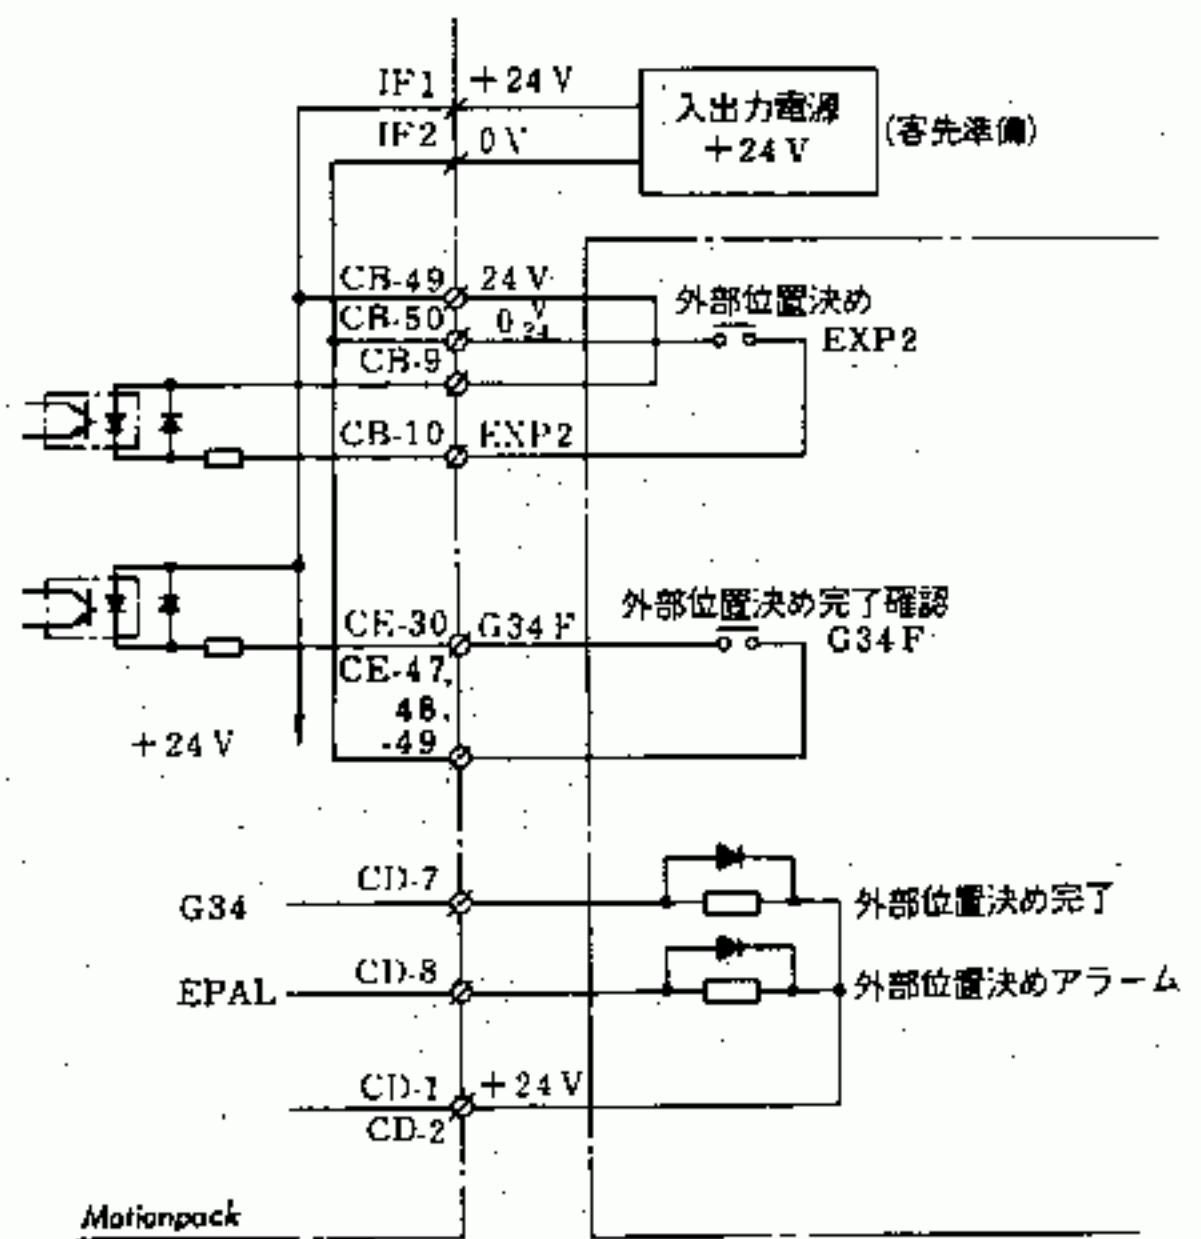 IF1 +24V
IF2 0V
入出力電源
+24V
(客先準備)
CB-49 24V
CB-50 0V
24
CB-9
外部位置決め
EXP2
CB-10 EXP2
外部位置決め完了確認
G34F
CE-30 G34F
CE-47,
48,
-49
+24V
G34 CD-7 外部位置決め完了
EPAL CD-8 外部位置決めアラーム
CD-1 +24V
CD-2
Motionpack